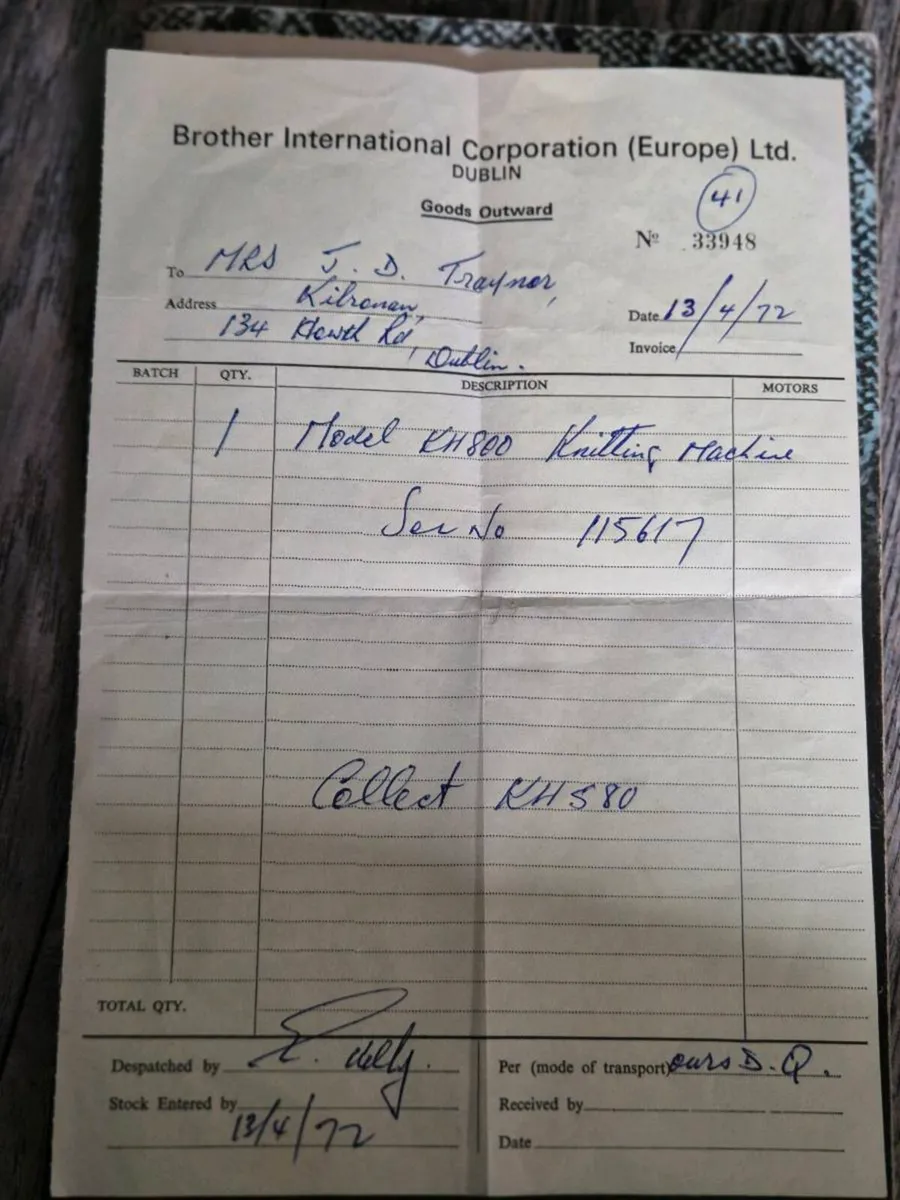 Brother International Corporation (Europe) Ltd.
DUBLIN
Goods Outward
41
Nº 33948
To MRS J. D. Traynor,
Address Kilronan,
134 Howth Rd, Dublin.
Date 13/4/72
Invoice
BATCH QTY. DESCRIPTION MOTORS
1 Model KH800 Knitting Machine
Ser No 115617
Collect KH580
TOTAL QTY.
Despatched by E.
Per (mode of transport) ours D. Q.
Stock Entered by
13/4/72
Received by
Date